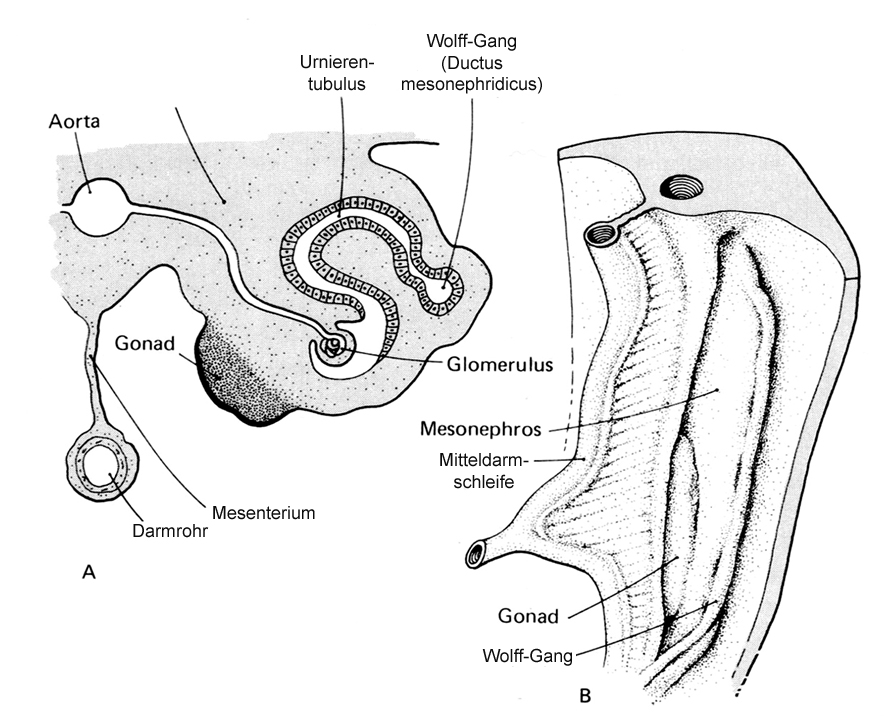 Wolff-Gang
(Ductus
mesonephridicus)
Urnieren-
tubulus
Aorta
Gonad
Glomerulus
Mesonephros
Mitteldarm-
schleife
Mesenterium
Darmrohr
A
Gonad
Wolff-Gang
B